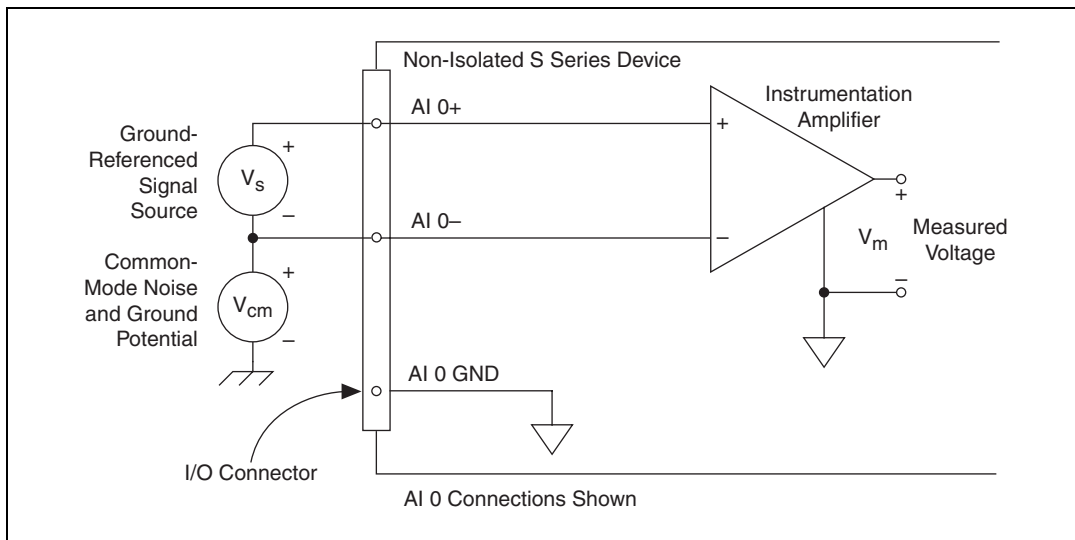 Non-Isolated S Series Device
AI 0+
Instrumentation
Amplifier
+
Ground-
Referenced
Signal
Source
+
Vs
–
AI 0–
–
+
Vm
Measured
Voltage
–
Common-
Mode Noise
and Ground
Potential
+
Vcm
–
AI 0 GND
I/O Connector
AI 0 Connections Shown